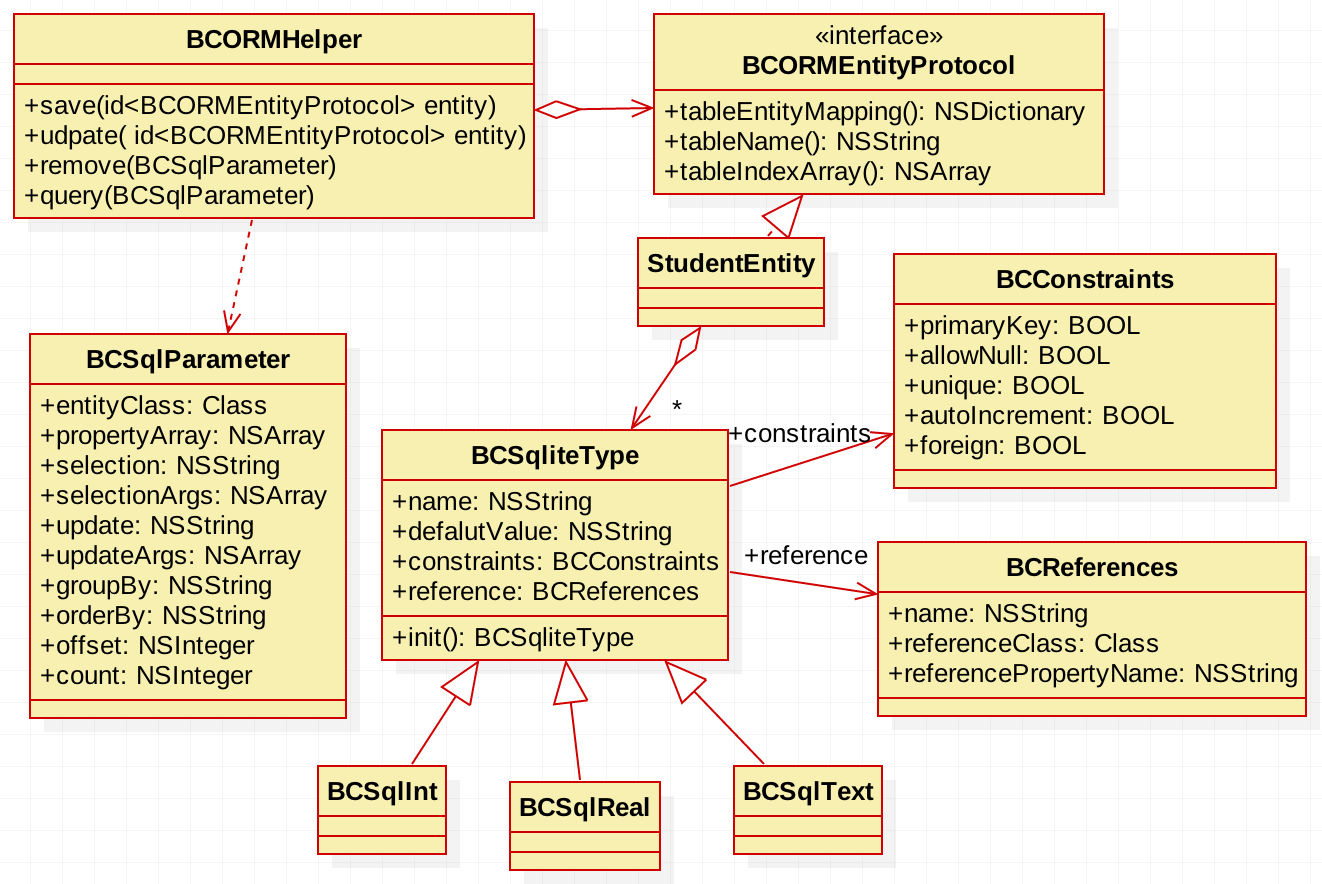 BCORMHelper
+save(id<BCORMEntityProtocol> entity)
+udpate( id<BCORMEntityProtocol> entity)
+remove(BCSqlParameter)
+query(BCSqlParameter)
«interface»
BCORMEntityProtocol
+tableEntityMapping(): NSDictionary
+tableName(): NSString
+tableIndexArray(): NSArray
StudentEntity
BCConstraints
+primaryKey: BOOL
+allowNull: BOOL
+unique: BOOL
+autoIncrement: BOOL
+foreign: BOOL
BCSqlParameter
+entityClass: Class
+propertyArray: NSArray
+selection: NSString
+selectionArgs: NSArray
+update: NSString
+updateArgs: NSArray
+groupBy: NSString
+orderBy: NSString
+offset: NSInteger
+count: NSInteger
*
+constraints
BCSqliteType
+name: NSString
+defalutValue: NSString
+constraints: BCConstraints
+reference: BCReferences
+init(): BCSqliteType
+reference
BCReferences
+name: NSString
+referenceClass: Class
+referencePropertyName: NSString
BCSqlInt
BCSqlReal
BCSqlText